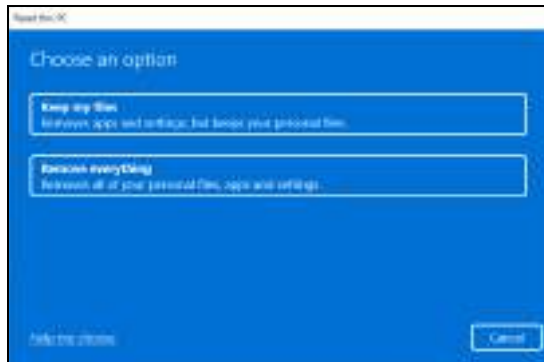 Reset this PC
Choose an option
Keep my files
Removes apps and settings, but keeps your personal files.
Remove everything
Removes all of your personal files, apps and settings.
Help me choose
Cancel